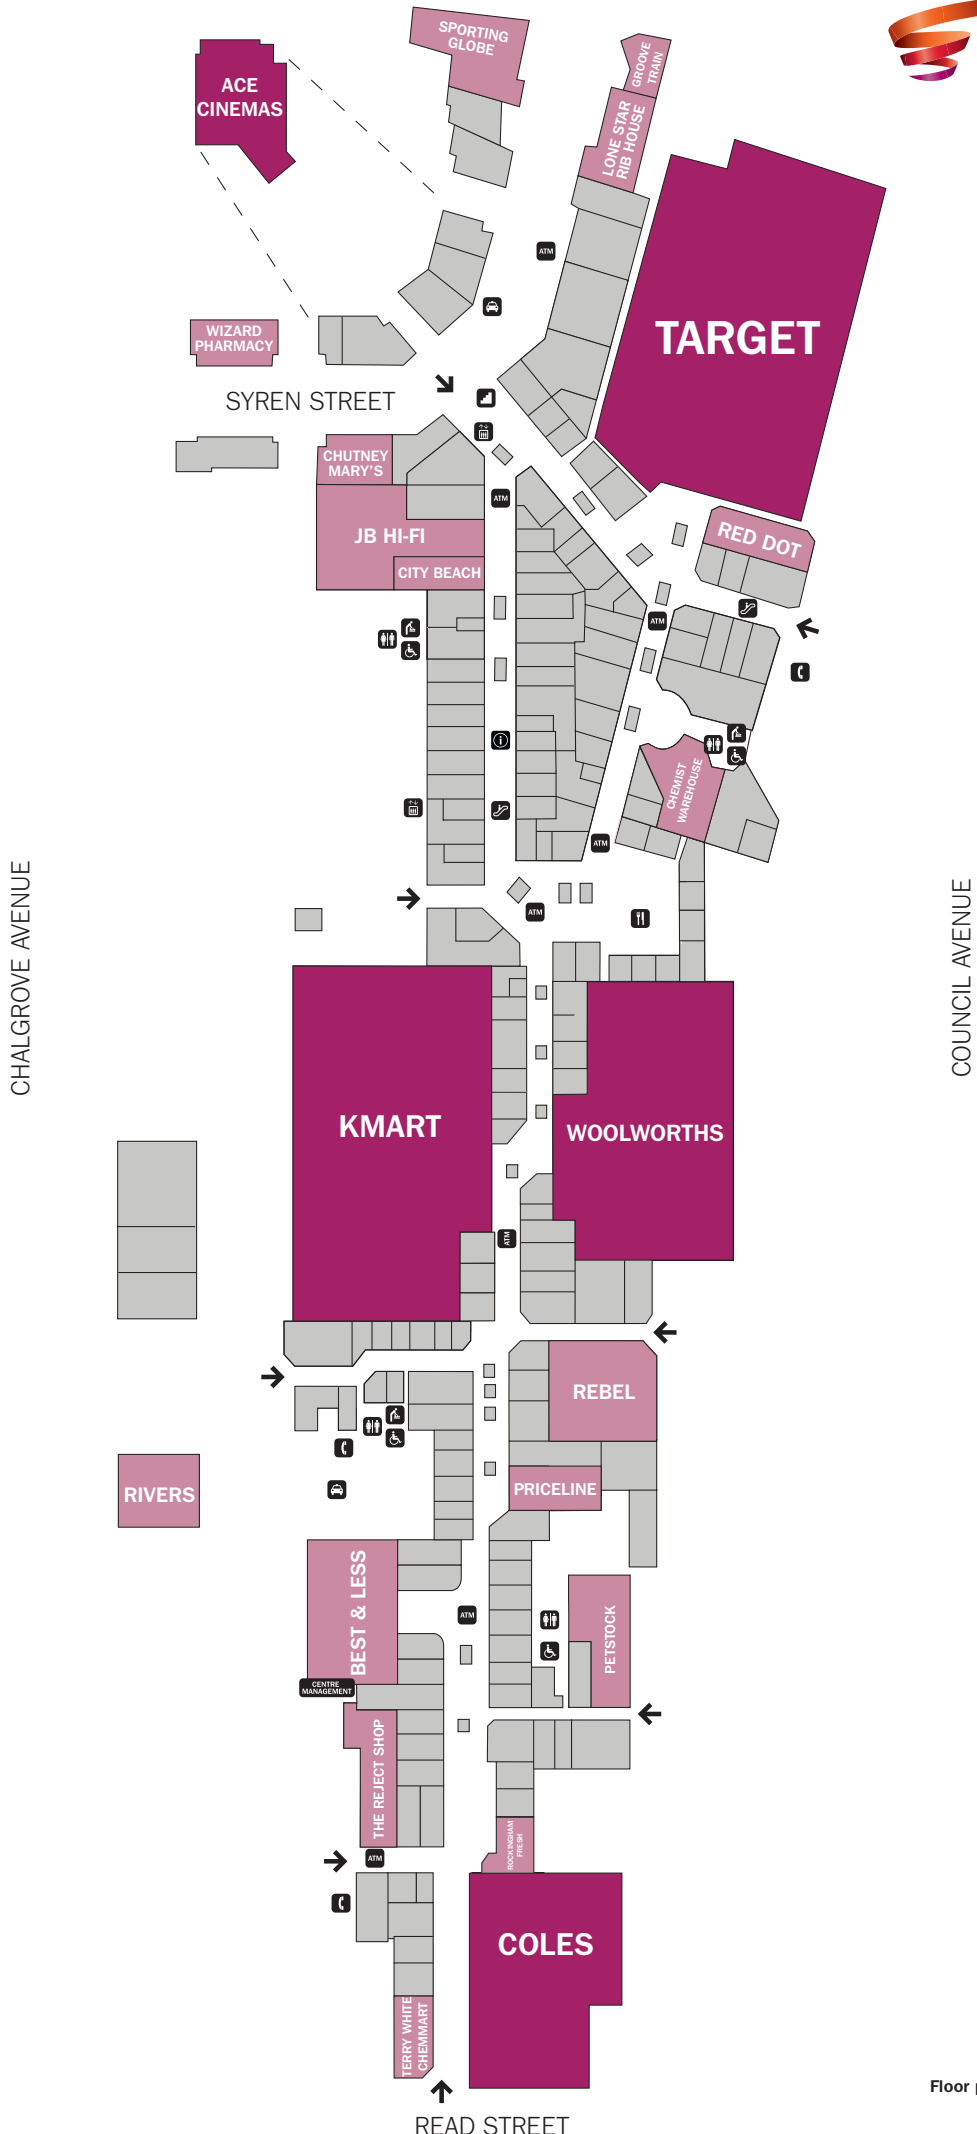 SPORTING
GLOBE
GROOVE
TRAIN
ACE
CINEMAS
LONE STAR
RIB HOUSE
ATM
TARGET
WIZARD
PHARMACY
SYREN STREET
CHUTNEY
MARY'S
ATM
JB HI-FI
RED DOT
CITY BEACH
ATM
CHEMIST
WAREHOUSE
ATM
CHALGROVE AVENUE
COUNCIL AVENUE
ATM
KMART
WOOLWORTHS
ATM
REBEL
PRICELINE
RIVERS
BEST & LESS
ATM
PETSTOCK
CENTRE
MANAGEMENT
THE REJECT SHOP
ROCKINGHAM
FRESH
ATM
COLES
TERRY WHITE
CHEMMART
Floor
READ STREET